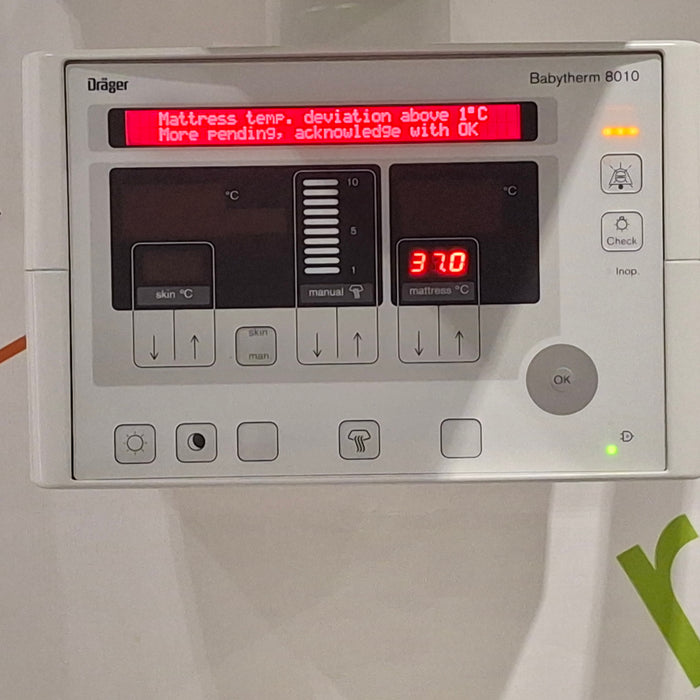 Dräger
Babytherm 8010
Mattress temp. deviation above 1°C
More pending, acknowledge with OK
°C
10
°C
5
Check
37.0
1
Inop.
skin °C
manual
mattress °C
skin
man
OK